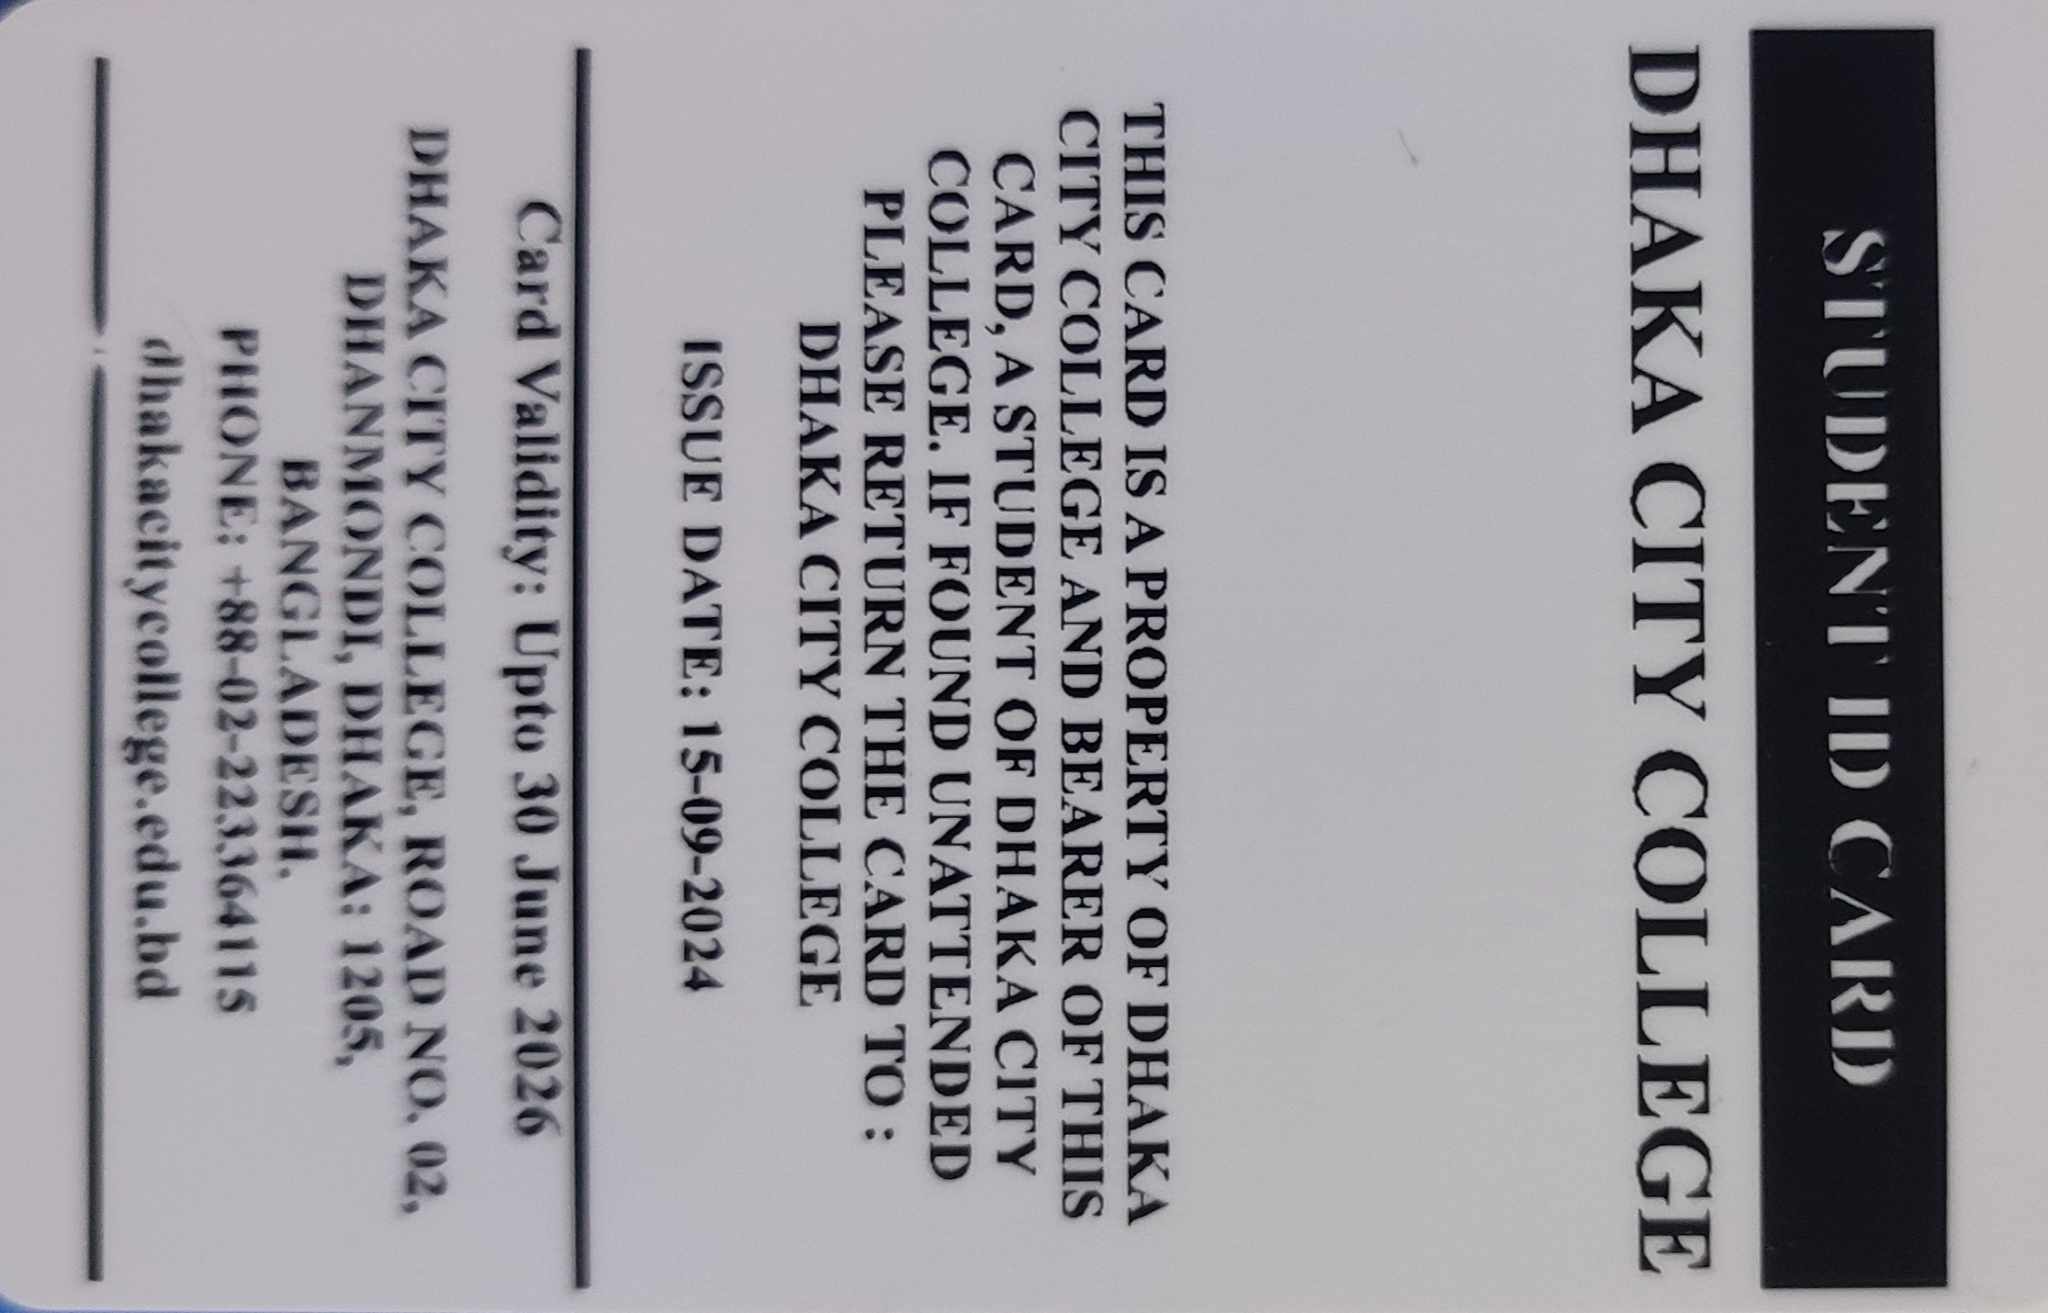 STUDENT ID CARD
DHAKA CITY COLLEGE
THIS CARD IS A PROPERTY OF DHAKA
CITY COLLEGE AND BEARER OF THIS
CARD, A STUDENT OF DHAKA CITY
COLLEGE. IF FOUND UNATTENDED
PLEASE RETURN THE CARD TO :
DHAKA CITY COLLEGE
ISSUE DATE: 15-09-2024
Card Validity: Upto 30 June 2026
DHAKA CITY COLLEGE, ROAD NO. 02,
DHANMONDI, DHAKA: 1205,
BANGLADESH.
PHONE: +88-02-223364115
dhakacitycollege.edu.bd